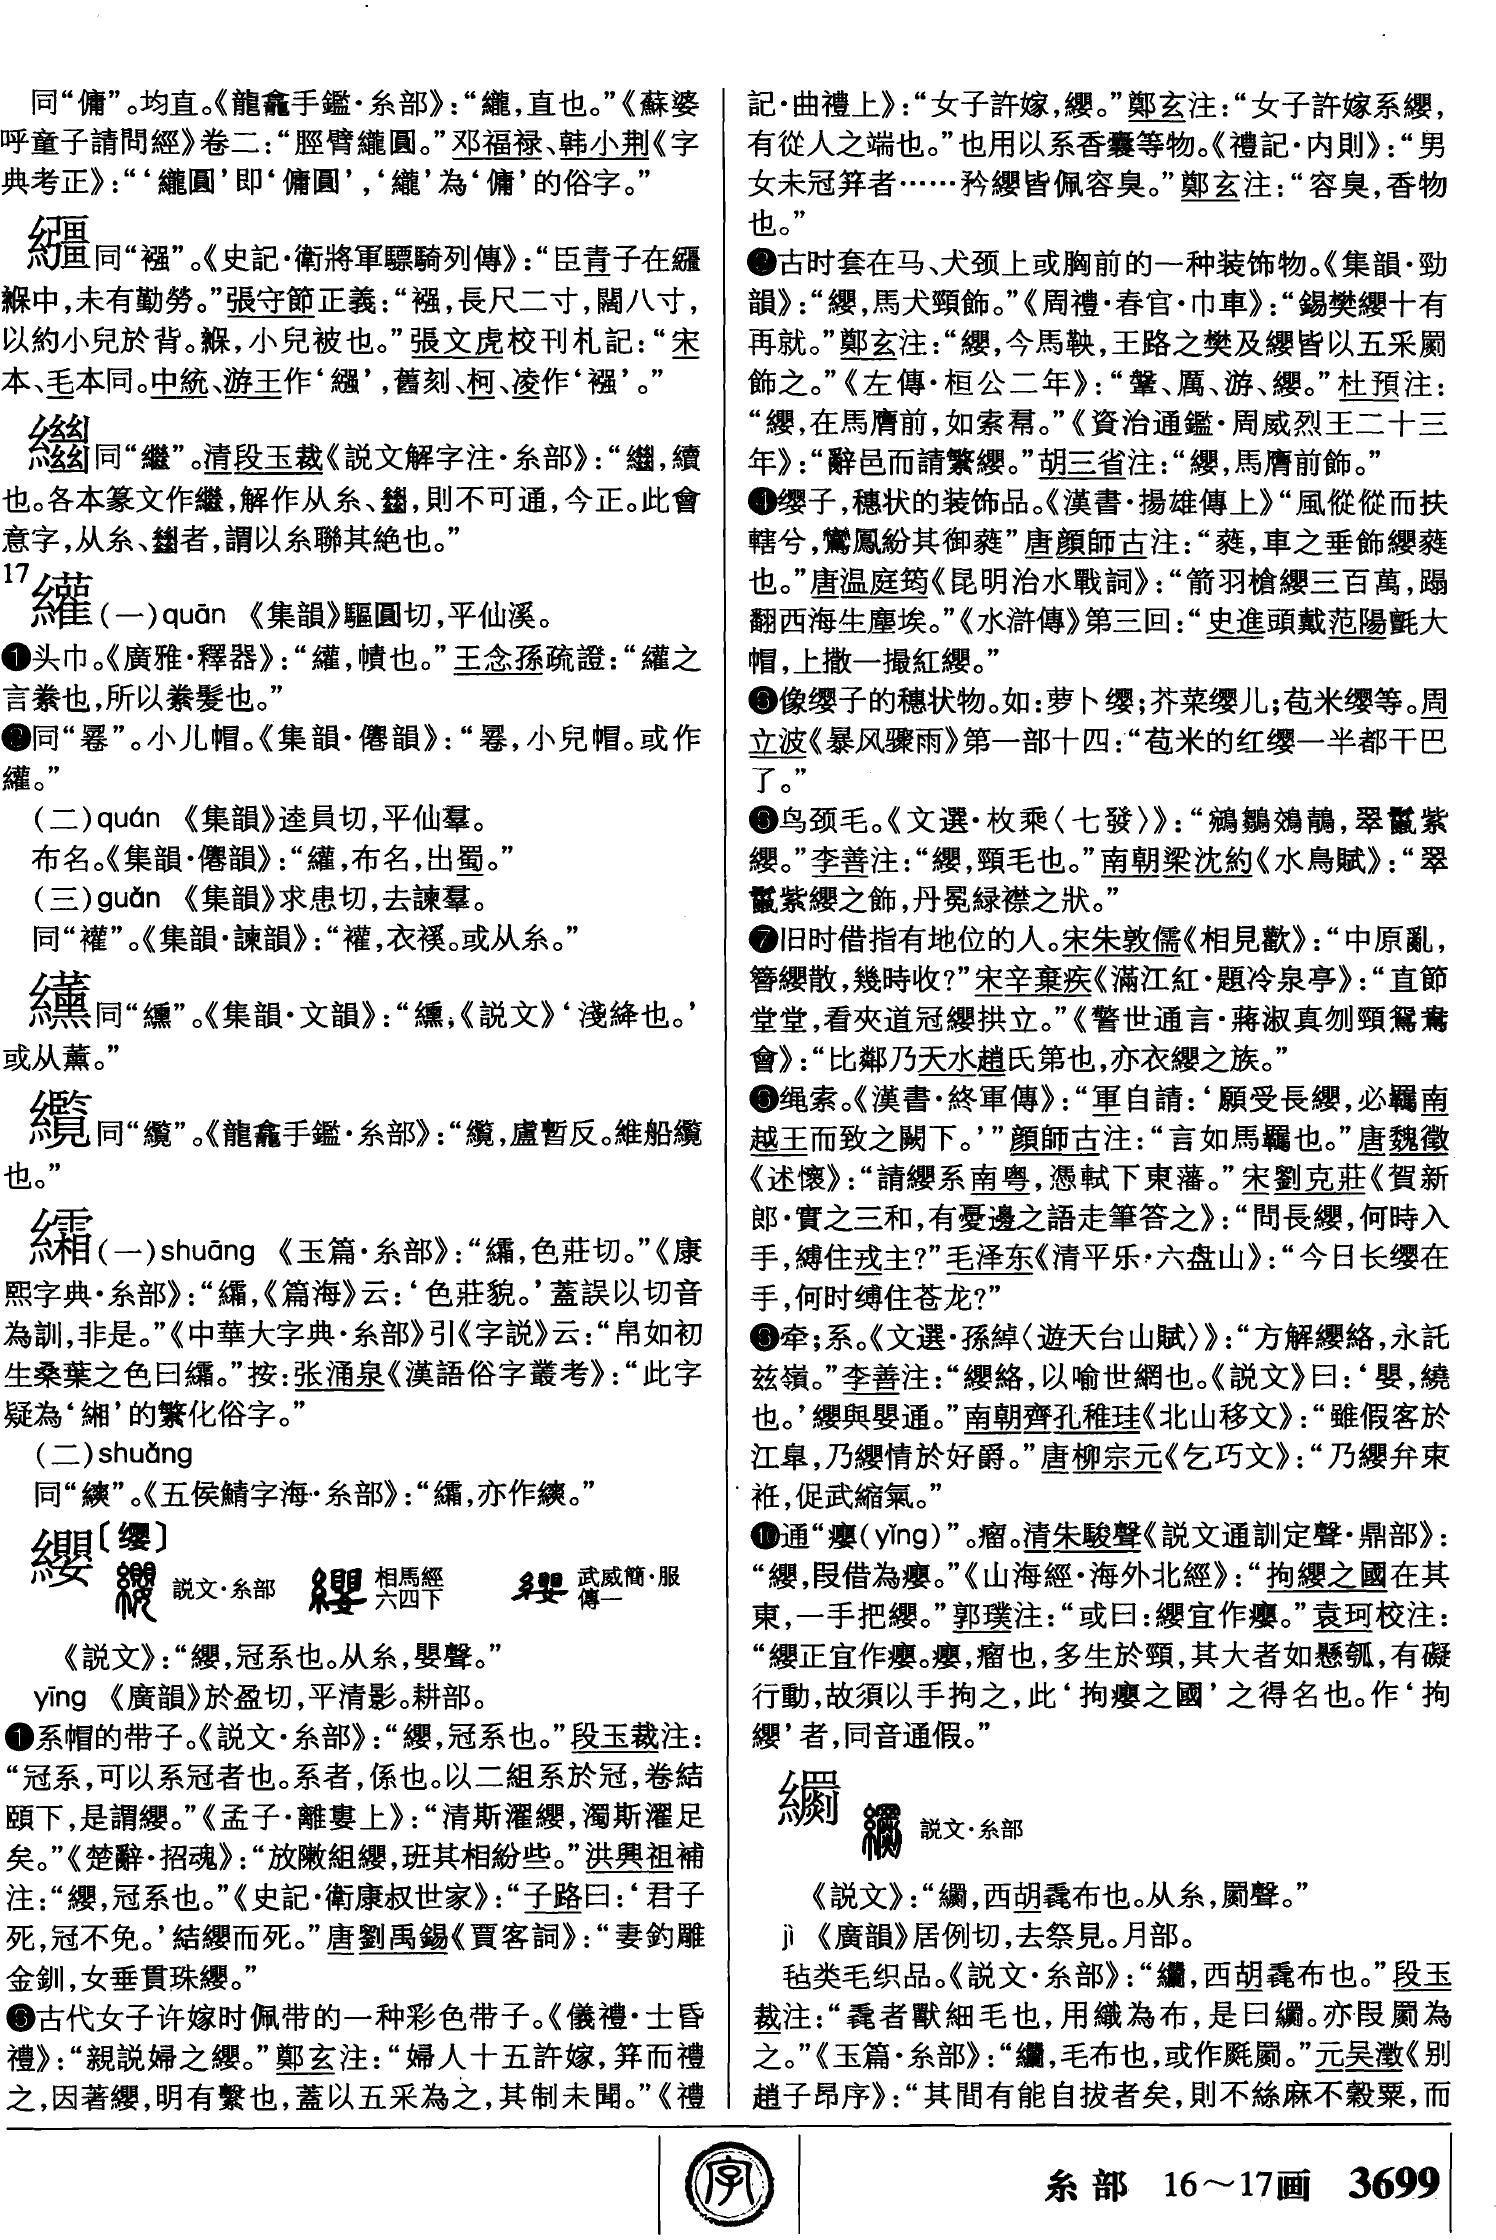 同“傭”。均直。《龍龕手鑑·糸部》：“䌬，直也。”《蘇婆
呼童子請問經》卷二：“脛臂䌬圓。”邓福禄、韩小荆《字
典考正》：“‘䌬圓’即‘傭圓’，‘䌬’為‘傭’的俗字。”
同“襁”。《史記·衛將軍驃騎列傳》：“臣青子在繦
緥中，未有勤勞。”張守節正義：“襁，長尺二寸，闊八寸，
以約小兒於背。緥，小兒被也。”張文虎校刊札記：“宋
本、毛本同。中統、游王作‘繈’，舊刻、柯、凌作‘襁’。”
同“繼”。清段玉裁《説文解字注·糸部》：“㡭，續
也。各本篆文作繼，解作从糸、㡭，則不可通，今正。此會
意字，从糸、㡭者，謂以糸聯其絶也。”
17
䌯(一)quān 《集韻》驅圓切，平仙溪。
❶头巾。《廣雅·釋器》：“䌯，幘也。”王念孫疏證：“䌯之
言絭也，所以絭髮也。”
❷同“罨”。小儿帽。《集韻·僊韻》：“，小兒帽。或作
䌯。”
(二)quán 《集韻》逵員切，平仙羣。
布名。《集韻·僊韻》：“䌯，布名，出蜀。”
(三)guǎn 《集韻》求患切，去諫羣。
同“䙮”。《集韻·諫韻》：“䙮，衣襈。或从糸。”
同“纁”。《集韻·文韻》：“纁，《説文》‘淺絳也。’
或从薰。”
同“纜”。《龍龕手鑑·糸部》：“纜，盧暫反。維船纜
也。”
䌮(一)shuāng 《玉篇·糸部》：“䌮，色莊切。”《康
熙字典·糸部》：“䌮，《篇海》云：‘色莊貌。’蓋誤以切音
為訓，非是。”《中華大字典·糸部》引《字説》云：“帛如初
生桑葉之色曰䌮。”按：张涌泉《漢語俗字叢考》：“此字
疑為‘緗’的繁化俗字。”
(二)shuǎng
同“䋽”。《五侯鯖字海·糸部》：“䌮，亦作䋽。”
纓〔缨〕
説文·糸部 相馬經六四下 武威簡·服傳一
《説文》：“纓，冠系也。从糸，嬰聲。”
yīng 《廣韻》於盈切，平清影。耕部。
❶系帽的带子。《説文·糸部》：“纓，冠系也。”段玉裁注：
“冠系，可以系冠者也。系者，係也。以二組系於冠，卷結
頤下，是謂纓。”《孟子·離婁上》：“清斯濯纓，濁斯濯足
矣。”《楚辭·招魂》：“放敶組纓，班其相紛些。”洪興祖補
注：“纓，冠系也。”《史記·衛康叔世家》：“子路曰：‘君子
死，冠不免。’結纓而死。”唐劉禹錫《賈客詞》：“妻釣雕
金釧，女垂貫珠纓。”
❷古代女子许嫁时佩带的一种彩色带子。《儀禮·士昏
禮》：“親説婦之纓。”鄭玄注：“婦人十五許嫁，笄而禮
之，因著纓，明有繫也，蓋以五采為之，其制未聞。”《禮
記·曲禮上》：“女子許嫁，纓。”鄭玄注：“女子許嫁系纓，
有從人之端也。”也用以系香囊等物。《禮記·内則》：“男
女未冠笄者……矜纓皆佩容臭。”鄭玄注：“容臭，香物
也。”
❸古时套在马、犬颈上或胸前的一种装饰物。《集韻·勁
韻》：“纓，馬犬頸飾。”《周禮·春官·巾車》：“錫樊纓十有
再就。”鄭玄注：“纓，今馬鞅，王路之樊及纓皆以五采罽
飾之。”《左傳·桓公二年》：“鞶、厲、游、纓。”杜預注：
“纓，在馬膺前，如索帬。”《資治通鑑·周威烈王二十三
年》：“辭邑而請繁纓。”胡三省注：“纓，馬膺前飾。”
❹缨子，穗状的装饰品。《漢書·揚雄傳上》“風傱傱而扶
轄兮，鸞鳳紛其御蕤”唐顔師古注：“蕤，車之垂飾纓蕤
也。”唐温庭筠《昆明治水戰詞》：“箭羽槍纓三百萬，蹋
翻西海生塵埃。”《水滸傳》第三回：“史進頭戴范陽氈大
帽，上撒一撮紅纓。”
❺像缨子的穗状物。如：萝卜缨；芥菜缨儿；苞米缨等。周
立波《暴风骤雨》第一部十四：“苞米的红缨一半都干巴
了。”
❻鸟颈毛。《文選·枚乘〈七發〉》：“鵷鶵鵁鶄，翠鬣紫
纓。”李善注：“纓，頸毛也。”南朝梁沈約《水鳥賦》：“翠
鬣紫纓之飾，丹冕緑襟之狀。”
❼旧时借指有地位的人。宋朱敦儒《相見歡》：“中原亂，
簪纓散，幾時收？”宋辛棄疾《滿江紅·題冷泉亭》：“直節
堂堂，看夾道冠纓拱立。”《警世通言·蔣淑真刎頸鴛鴦
會》：“比鄰乃天水趙氏第也，亦衣纓之族。”
❽绳索。《漢書·終軍傳》：“軍自請：‘願受長纓，必羈南
越王而致之闕下。’”顔師古注：“言如馬羈也。”唐魏徵
《述懷》：“請纓系南粤，憑軾下東藩。”宋劉克莊《賀新
郎·實之三和，有憂邊之語走筆答之》：“問長纓，何時入
手，縛住戎主？”毛泽东《清平乐·六盘山》：“今日长缨在
手，何时缚住苍龙？”
❾牵；系。《文選·孫綽〈遊天台山賦〉》：“方解纓絡，永託
兹嶺。”李善注：“纓絡，以喻世網也。《説文》曰：‘嬰，繞
也。’纓與嬰通。”南朝齊孔稚珪《北山移文》：“雖假客於
江皐，乃纓情於好爵。”唐柳宗元《乞巧文》：“乃纓弁束
衽，促武縮氣。”
❿通“癭(yǐng)”。瘤。清朱駿聲《説文通訓定聲·鼎部》：
“纓，叚借為癭。”《山海經·海外北經》：“拘纓之國在其
東，一手把纓。”郭璞注：“或曰：纓宜作癭。”袁珂校注：
“纓正宜作癭。癭，瘤也，多生於頸，其大者如懸瓠，有礙
行動，故須以手拘之，此‘拘癭之國’之得名也。作‘拘
纓’者，同音通假。”
繝 説文·糸部
《説文》：“，西胡毳布也。从糸，罽聲。”
jì 《廣韻》居例切，去祭見。月部。
毡类毛织品。《説文·糸部》：“，西胡毳布也。”段玉
裁注：“毳者獸細毛也，用織為布，是曰。亦叚罽為
之。”《玉篇·糸部》：“，毛布也，或作㲯罽。”元吴澂《别
趙子昂序》：“其間有能自拔者矣，則不絲麻不穀粟，而
字
糸部 16～17画 3699